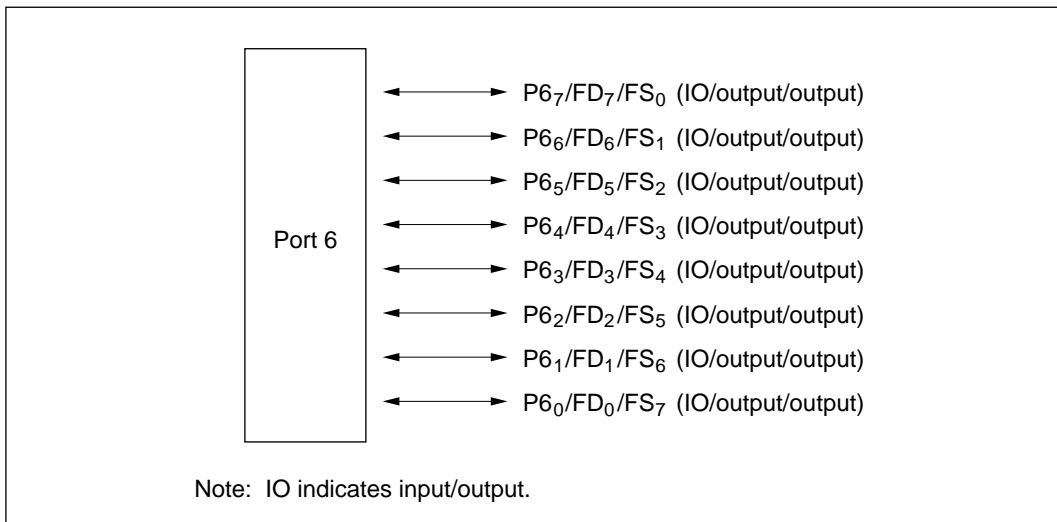 P6₇/FD₇/FS₀ (IO/output/output)
P6₆/FD₆/FS₁ (IO/output/output)
P6₅/FD₅/FS₂ (IO/output/output)
P6₄/FD₄/FS₃ (IO/output/output)
Port 6
P6₃/FD₃/FS₄ (IO/output/output)
P6₂/FD₂/FS₅ (IO/output/output)
P6₁/FD₁/FS₆ (IO/output/output)
P6₀/FD₀/FS₇ (IO/output/output)
Note: IO indicates input/output.